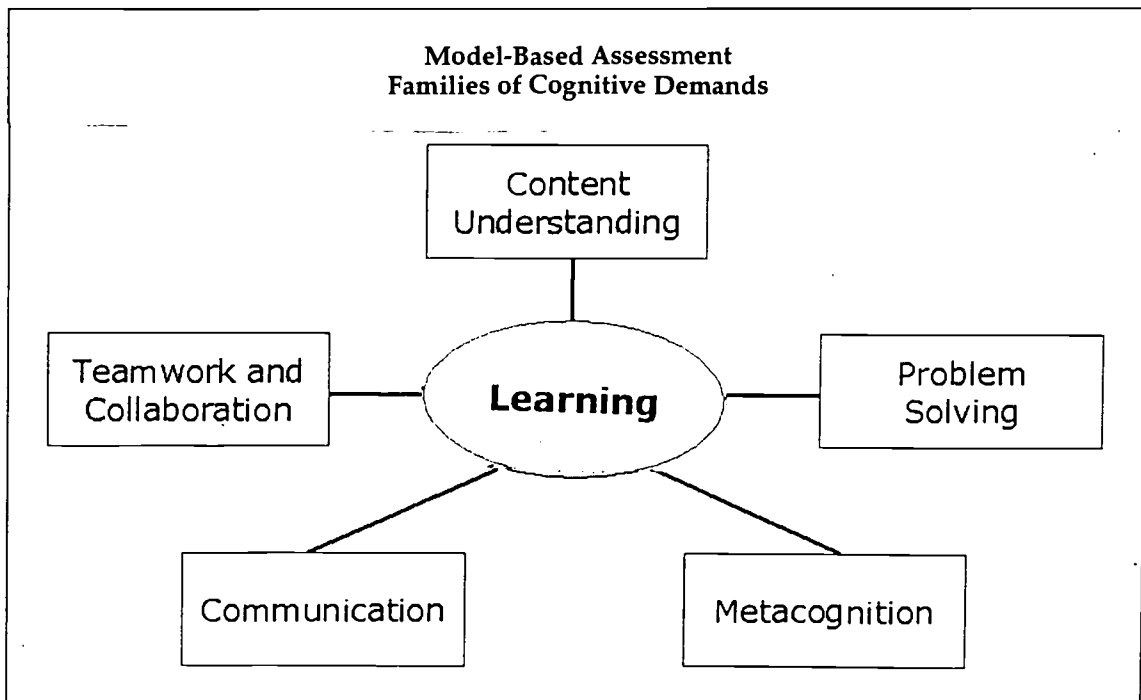 Model-Based Assessment
Families of Cognitive Demands
Content
Understanding
Teamwork and
Collaboration
Learning
Problem
Solving
Communication
Metacognition